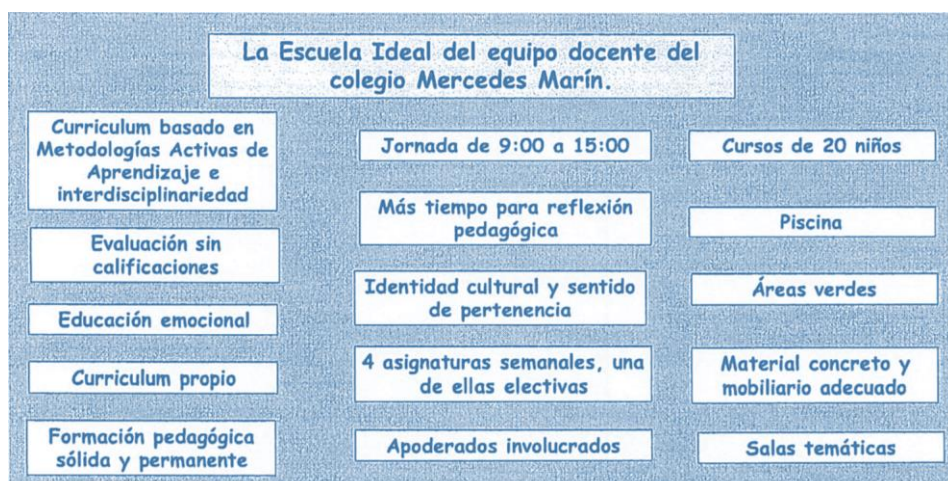 La Escuela Ideal del equipo docente del
colegio Mercedes Marín.
Curriculum basado en
Metodologías Activas de
Aprendizaje e
interdisciplinariedad
Evaluación sin
calificaciones
Educación emocional
Curriculum propio
Formación pedagógica
sólida y permanente
Jornada de 9:00 a 15:00
Más tiempo para reflexión
pedagógica
Identidad cultural y sentido
de pertenencia
4 asignaturas semanales, una
de ellas electivas
Apoderados involucrados
Cursos de 20 niños
Piscina
Áreas verdes
Material concreto y
mobiliario adecuado
Salas temáticas